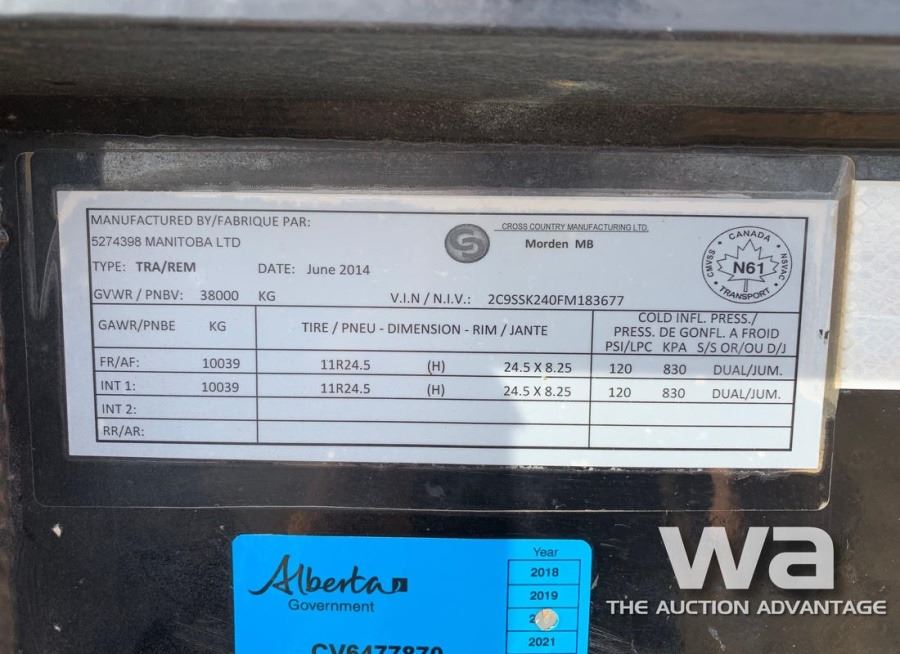 MANUFACTURED BY/FABRIQUE PAR:
5274398 MANITOBA LTD
CROSS COUNTRY MANUFACTURING LTD.
Morden MB
TYPE: TRA/REM DATE: June 2014
GVWR / PNBV: 38000 KG V.I.N / N.I.V.: 2C9SSK240FM183677
CANADA
CMVSS N61 NSVAC
TRANSPORT
GAWR/PNBE KG TIRE / PNEU - DIMENSION - RIM / JANTE
COLD INFL. PRESS./
PRESS. DE GONFL. A FROID
PSI/LPC KPA S/S OR/OU D/J
FR/AF: 10039 11R24.5 (H) 24.5 X 8.25 120 830 DUAL/JUM.
INT 1: 10039 11R24.5 (H) 24.5 X 8.25 120 830 DUAL/JUM.
INT 2:
RR/AR:
Alberta
Government
CV6477870
Year
2018
2019
2021
wa
THE AUCTION ADVANTAGE